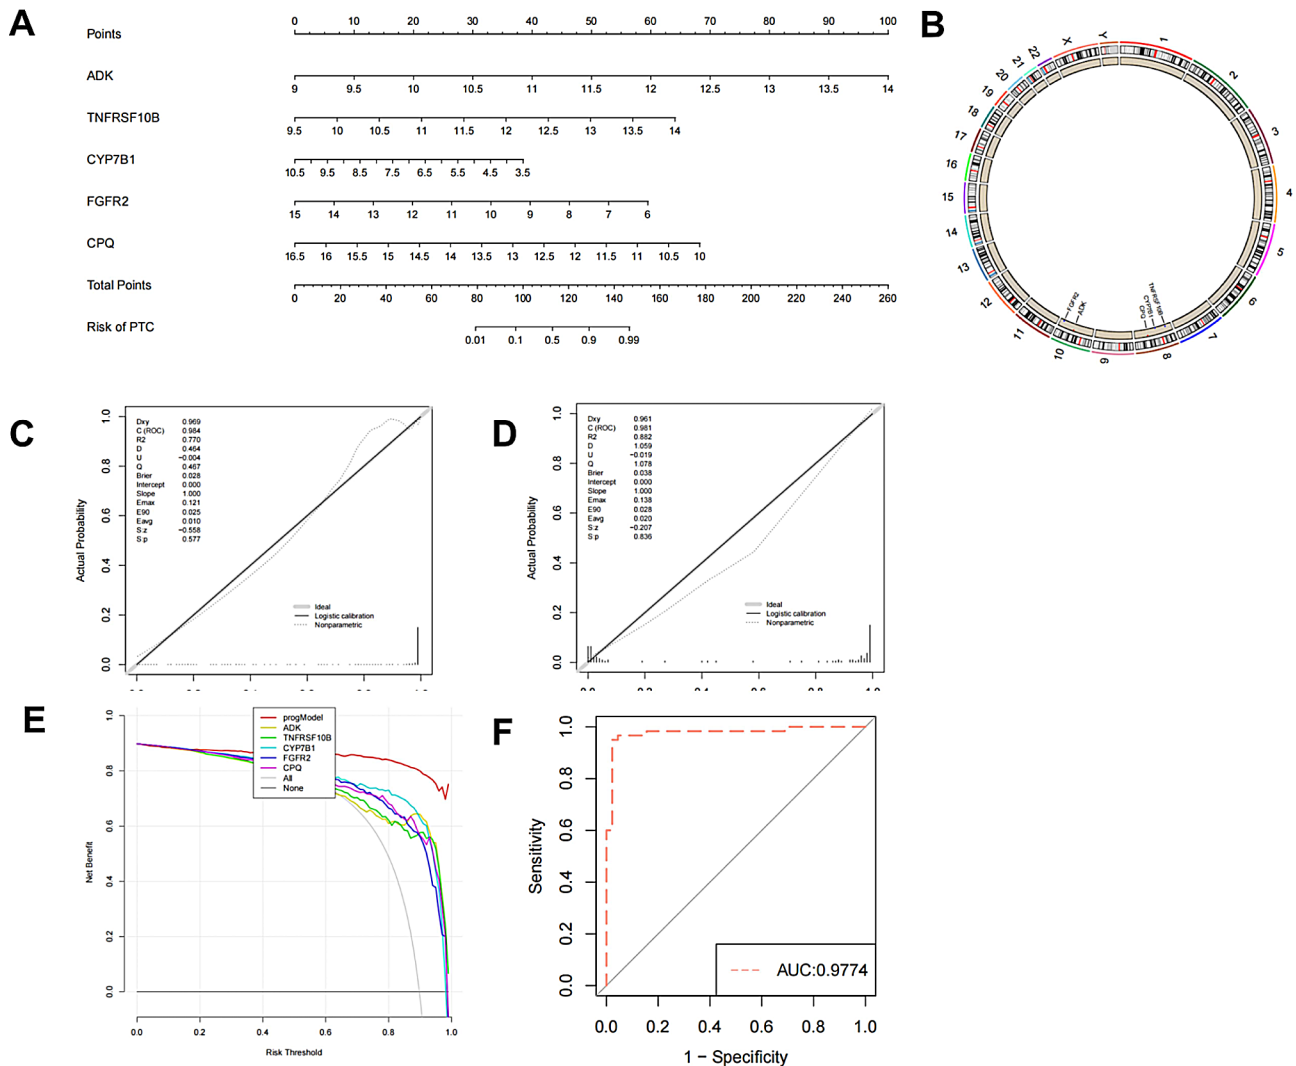 A
Points
0 10 20 30 40 50 60 70 80 90 100
ADK
9 9.5 10 10.5 11 11.5 12 12.5 13 13.5 14
TNFRSF10B
9.5 10 10.5 11 11.5 12 12.5 13 13.5 14
CYP7B1
10.5 9.5 8.5 7.5 6.5 5.5 4.5 3.5
FGFR2
15 14 13 12 11 10 9 8 7 6
CPQ
16.5 16 15.5 15 14.5 14 13.5 13 12.5 12 11.5 11 10.5 10
Total Points
0 20 40 60 80 100 120 140 160 180 200 220 240 260
Risk of PTC
0.01 0.1 0.5 0.9 0.99
B
1
2
3
4
5
6
7
8
9
10
11
12
13
14
15
16
17
18
19
20
21
22
X
Y
FGFR2
ADK
CPQ
CYP7B1
TNFRSF10B
C
Dxy 0.969
C (ROC) 0.984
R2 0.770
D 0.464
U −0.004
Q 0.467
Brier 0.028
Intercept 0.000
Slope 1.000
Emax 0.121
E90 0.025
Eavg 0.010
S:z −0.558
S:p 0.577
Ideal
Logistic calibration
Nonparametric
Actual Probability
0.0 0.2 0.4 0.6 0.8 1.0
D
Dxy 0.961
C (ROC) 0.981
R2 0.882
D 1.059
U −0.019
Q 1.078
Brier 0.038
Intercept 0.000
Slope 1.000
Emax 0.138
E90 0.028
Eavg 0.020
S:z −0.207
S:p 0.836
Ideal
Logistic calibration
Nonparametric
Actual Probability
0.0 0.2 0.4 0.6 0.8 1.0
E
progModel
ADK
TNFRSF10B
CYP7B1
FGFR2
CPQ
All
None
Net Benefit
0.0 0.2 0.4 0.6 0.8 1.0
0.0 0.2 0.4 0.6 0.8 1.0
Risk Threshold
F
Sensitivity
0.0 0.2 0.4 0.6 0.8 1.0
AUC:0.9774
0.0 0.2 0.4 0.6 0.8 1.0
1 − Specificity